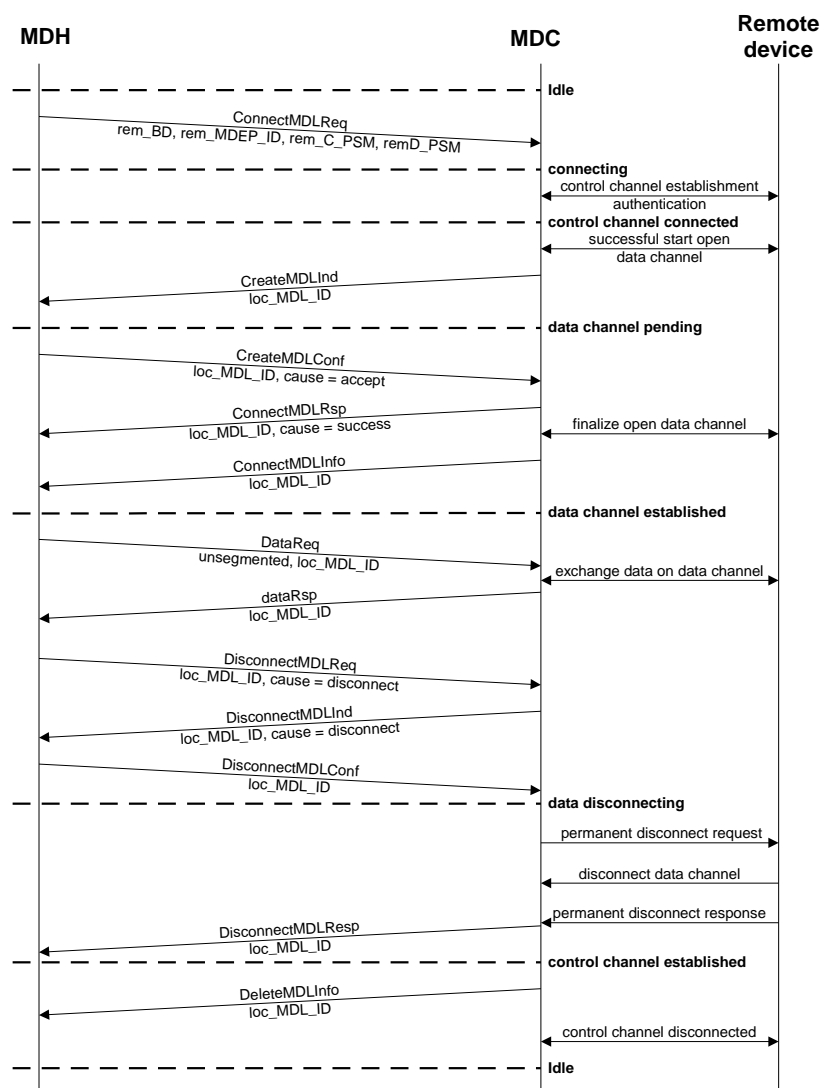 MDH
MDC
Remote
device
Idle
ConnectMDLReq
rem_BD, rem_MDEP_ID, rem_C_PSM, remD_PSM
connecting
control channel establishment
authentication
control channel connected
successful start open
data channel
CreateMDLInd
loc_MDL_ID
data channel pending
CreateMDLConf
loc_MDL_ID, cause = accept
ConnectMDLRsp
loc_MDL_ID, cause = success
finalize open data channel
ConnectMDLInfo
loc_MDL_ID
data channel established
DataReq
unsegmented, loc_MDL_ID
exchange data on data channel
dataRsp
loc_MDL_ID
DisconnectMDLReq
loc_MDL_ID, cause = disconnect
DisconnectMDLInd
loc_MDL_ID, cause = disconnect
DisconnectMDLConf
loc_MDL_ID
data disconnecting
permanent disconnect request
disconnect data channel
permanent disconnect response
DisconnectMDLResp
loc_MDL_ID
control channel established
DeleteMDLInfo
loc_MDL_ID
control channel disconnected
Idle